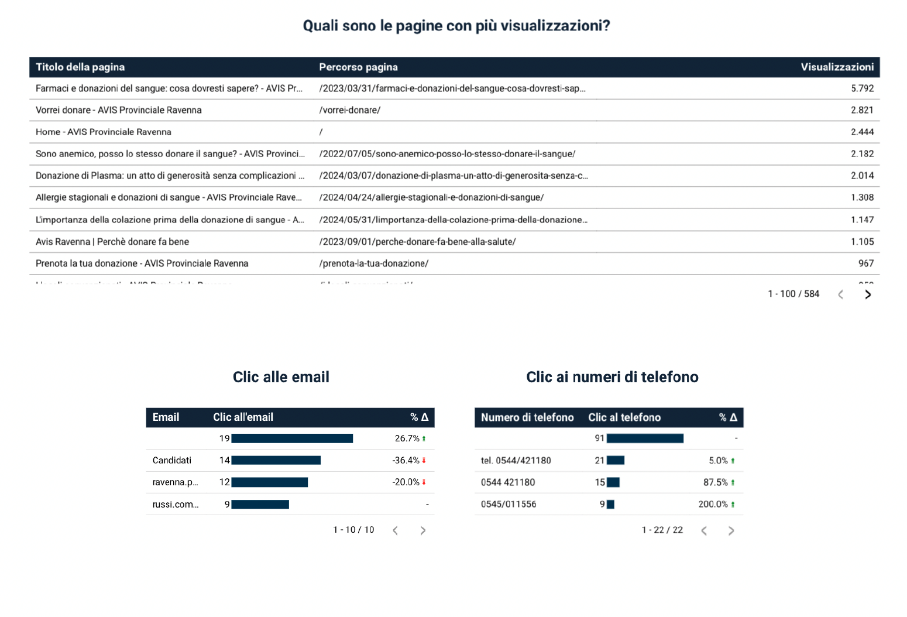 Quali sono le pagine con più visualizzazioni?
Titolo della pagina Percorso pagina Visualizzazioni
Farmaci e donazioni del sangue: cosa dovresti sapere? - AVIS Pr... /2023/03/31/farmaci-e-donazioni-del-sangue-cosa-dovresti-sap... 5.792
Vorrei donare - AVIS Provinciale Ravenna /vorrei-donare/ 2.821
Home - AVIS Provinciale Ravenna / 2.444
Sono anemico, posso lo stesso donare il sangue? - AVIS Provinci... /2022/07/05/sono-anemico-posso-lo-stesso-donare-il-sangue/ 2.182
Donazione di Plasma: un atto di generosità senza complicazioni ... /2024/03/07/donazione-di-plasma-un-atto-di-generosita-senza-c... 2.014
Allergie stagionali e donazioni di sangue - AVIS Provinciale Rave... /2024/04/24/allergie-stagionali-e-donazioni-di-sangue/ 1.308
L'importanza della colazione prima della donazione di sangue - A... /2024/05/31/limportanza-della-colazione-prima-della-donazione... 1.147
Avis Ravenna | Perchè donare fa bene /2023/09/01/perche-donare-fa-bene-alla-salute/ 1.105
Prenota la tua donazione - AVIS Provinciale Ravenna /prenota-la-tua-donazione/ 967
1 - 100 / 584
Clic alle email
Email Clic all'email % Δ
19 26.7%
Candidati 14 -36.4%
ravenna.p... 12 -20.0%
russi.com... 9 -
1 - 10 / 10
Clic ai numeri di telefono
Numero di telefono Clic al telefono % Δ
91 -
tel. 0544/421180 21 5.0%
0544 421180 15 87.5%
0545/011556 9 200.0%
1 - 22 / 22